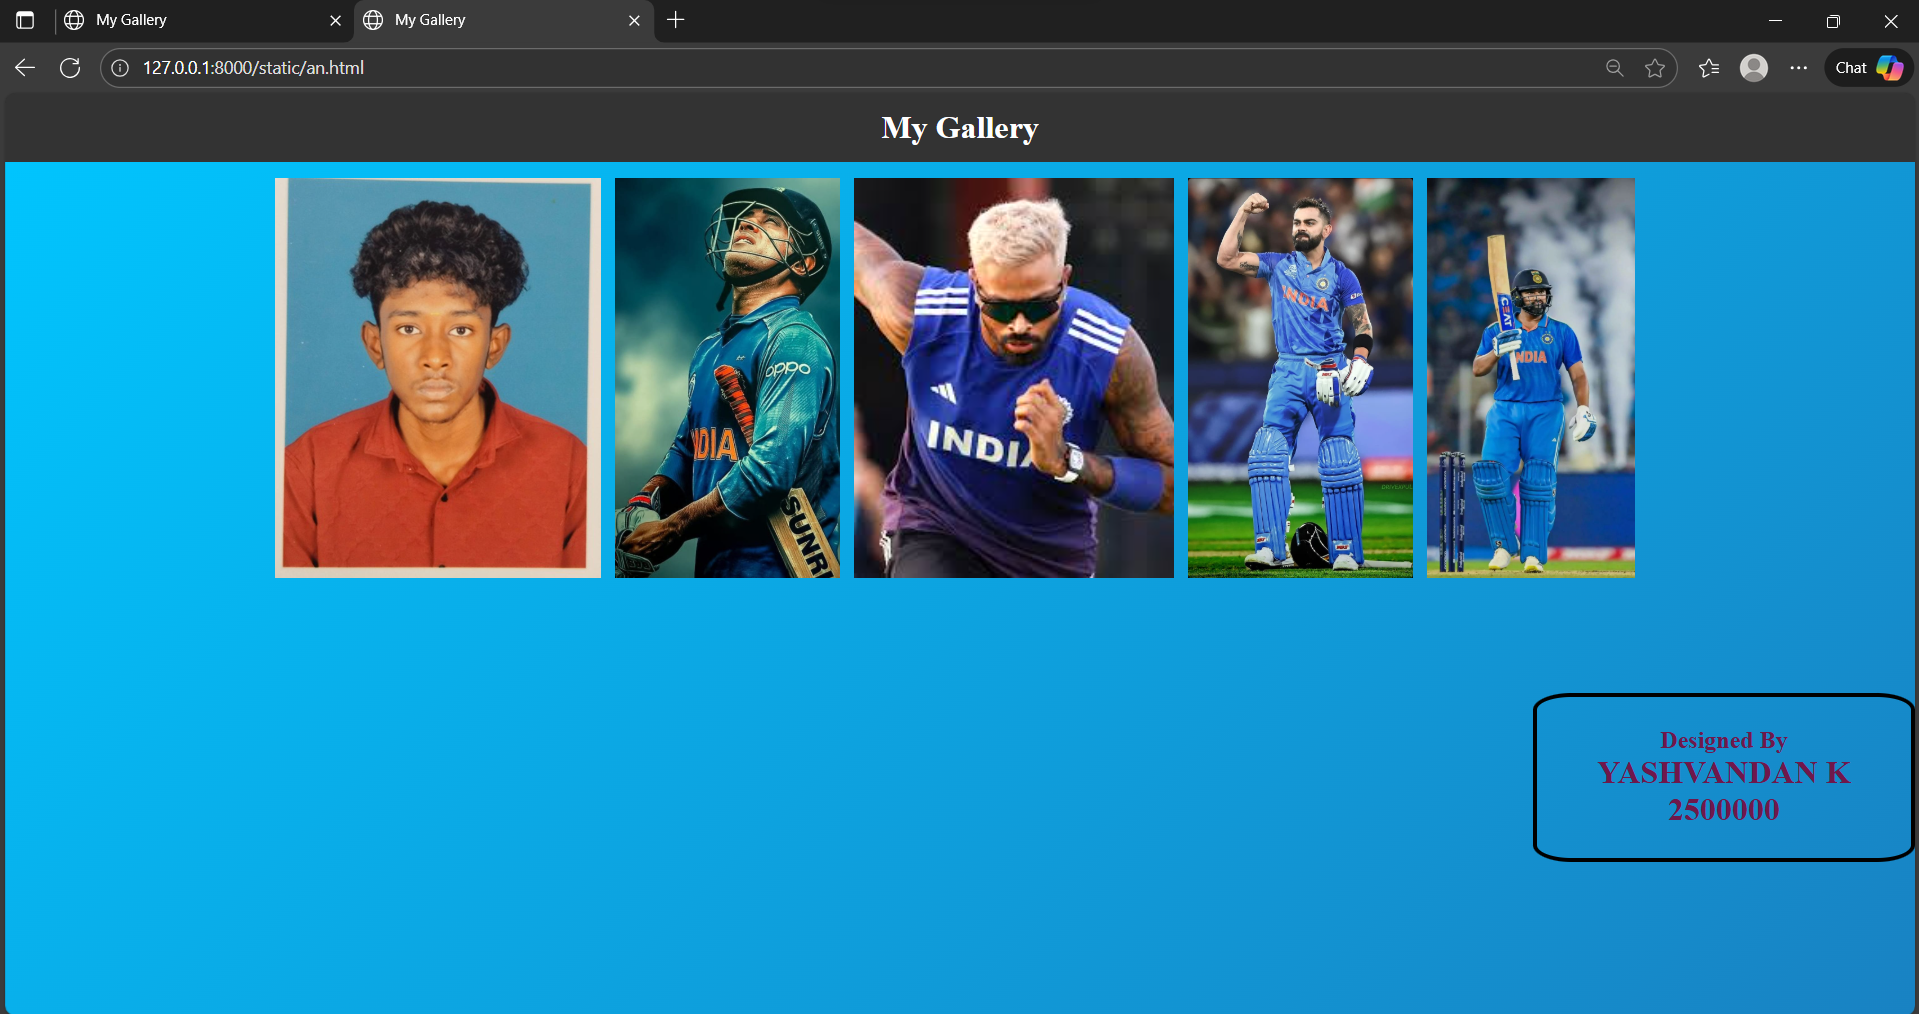 My Gallery
My Gallery
127.0.0.1:8000/static/an.html
Chat
My Gallery
oppo
INDIA
SUNRI
INDIA
INDIA
CEAT
INDIA
Designed By
YASHVANDAN K
2500000